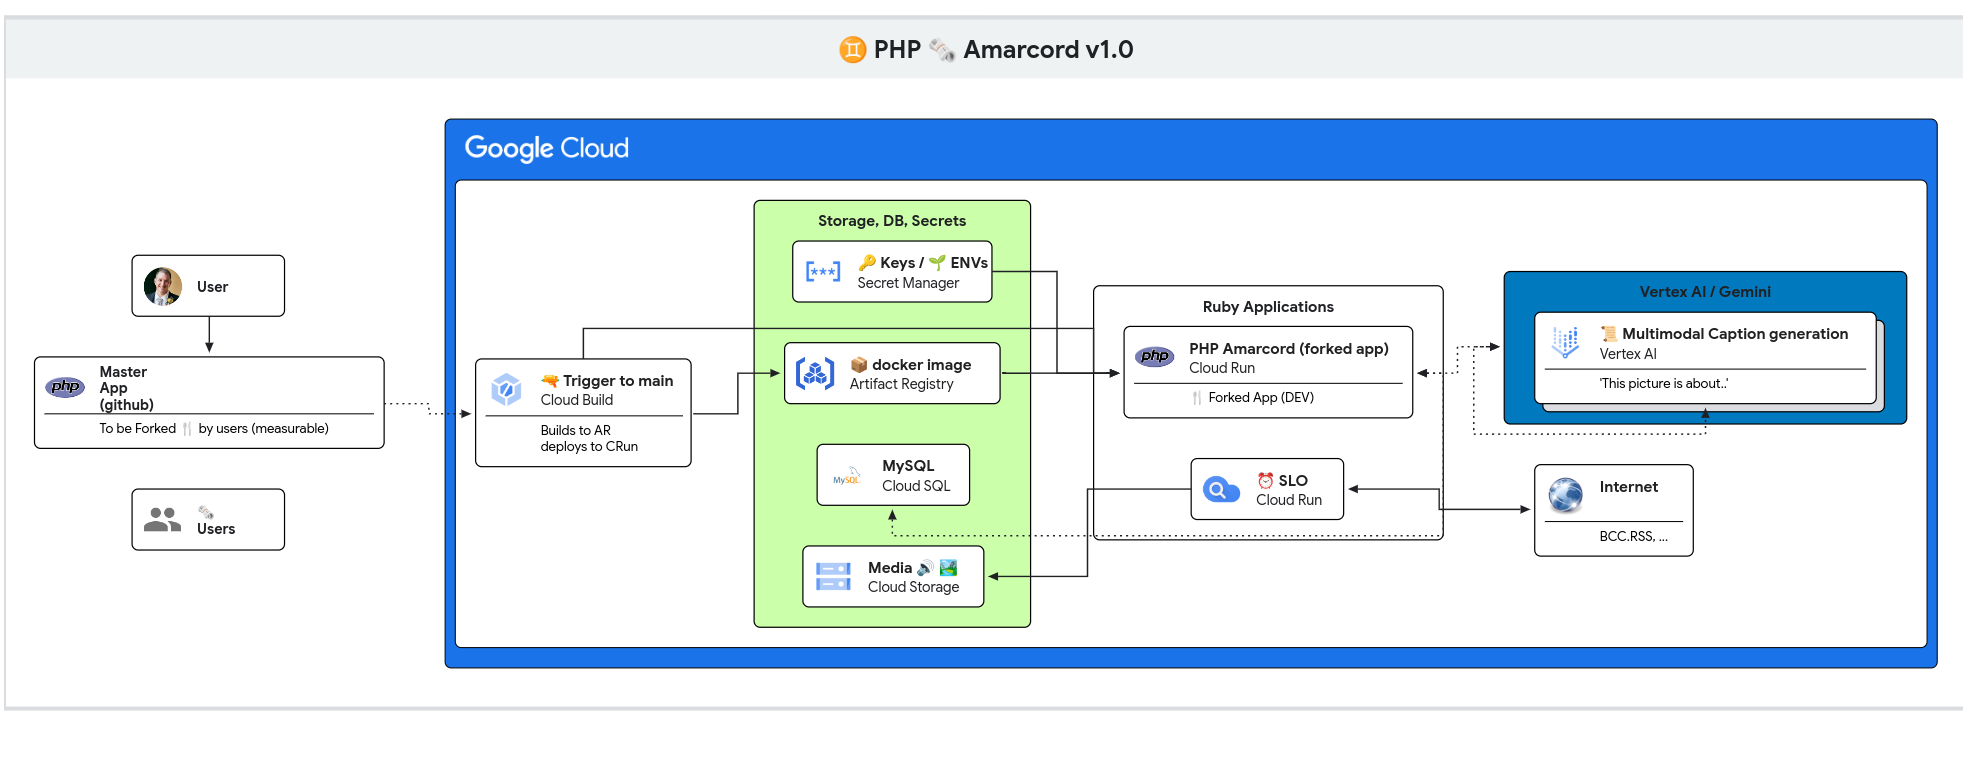 ♊ PHP 🗞️ Amarcord v1.0
Google Cloud
Storage, DB, Secrets
🔑 Keys / 🌱 ENVs
Secret Manager
User
Ruby Applications
Vertex AI / Gemini
📜 Multimodal Caption generation
Vertex AI
'This picture is about..'
php
PHP Amarcord (forked app)
Cloud Run
🍴 Forked App (DEV)
📦 docker image
Artifact Registry
php
Master
App
(github)
To be Forked 🍴 by users (measurable)
🔫 Trigger to main
Cloud Build
Builds to AR
deploys to CRun
MySQL
MySQL
Cloud SQL
⏰ SLO
Cloud Run
Internet
BCC.RSS, ...
🗞️
Users
Media 🔊 🏞️
Cloud Storage